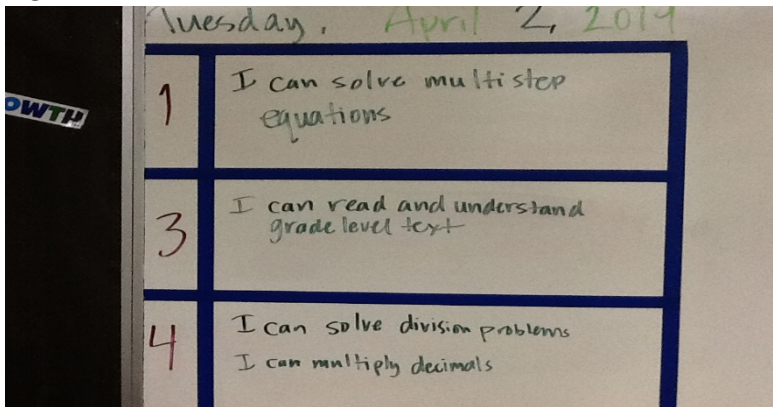 Tuesday, April 2, 2019
OWTH
1 I can solve multistep
equations
3 I can read and understand
grade level text
4 I can solve division problems
I can multiply decimals